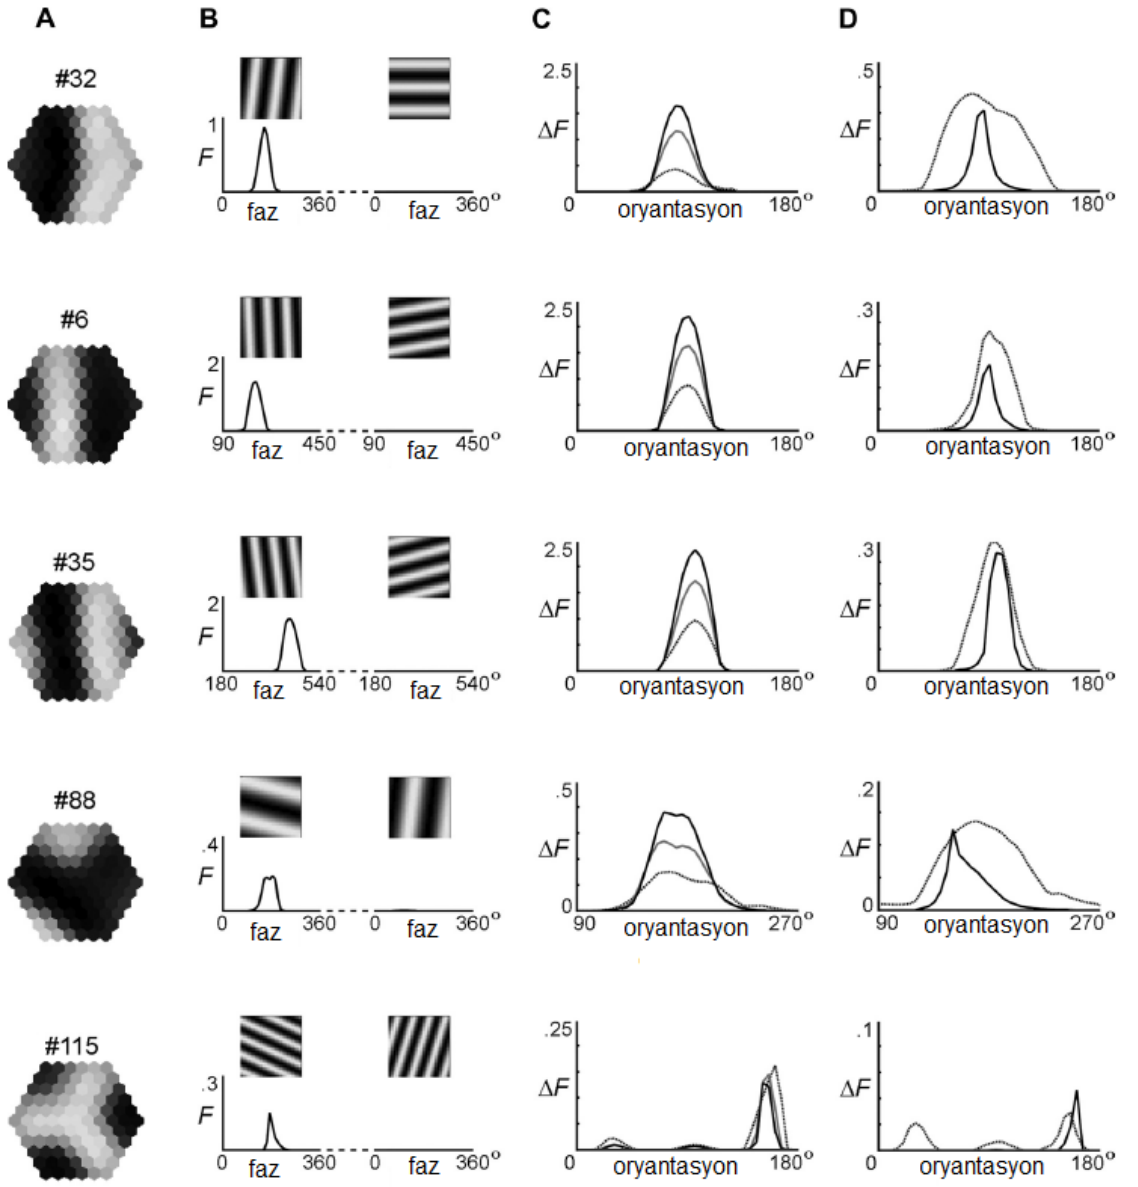 A B C D
#32
1
F
0 faz 360 0 faz 360°
2.5
ΔF
0 oryantasyon 180°
.5
ΔF
0 oryantasyon 180°
#6
2
F
90 faz 450 90 faz 450°
2.5
ΔF
0 oryantasyon 180°
.3
ΔF
0 oryantasyon 180°
#35
2
F
180 faz 540 180 faz 540°
2.5
ΔF
0 oryantasyon 180°
.3
ΔF
0 oryantasyon 180°
#88
.4
F
0 faz 360 0 faz 360°
.5
ΔF
0
90 oryantasyon 270°
.2
ΔF
0
90 oryantasyon 270°
#115
.3
F
0 faz 360 0 faz 360°
.25
ΔF
0 oryantasyon 180°
.1
ΔF
0 oryantasyon 180°